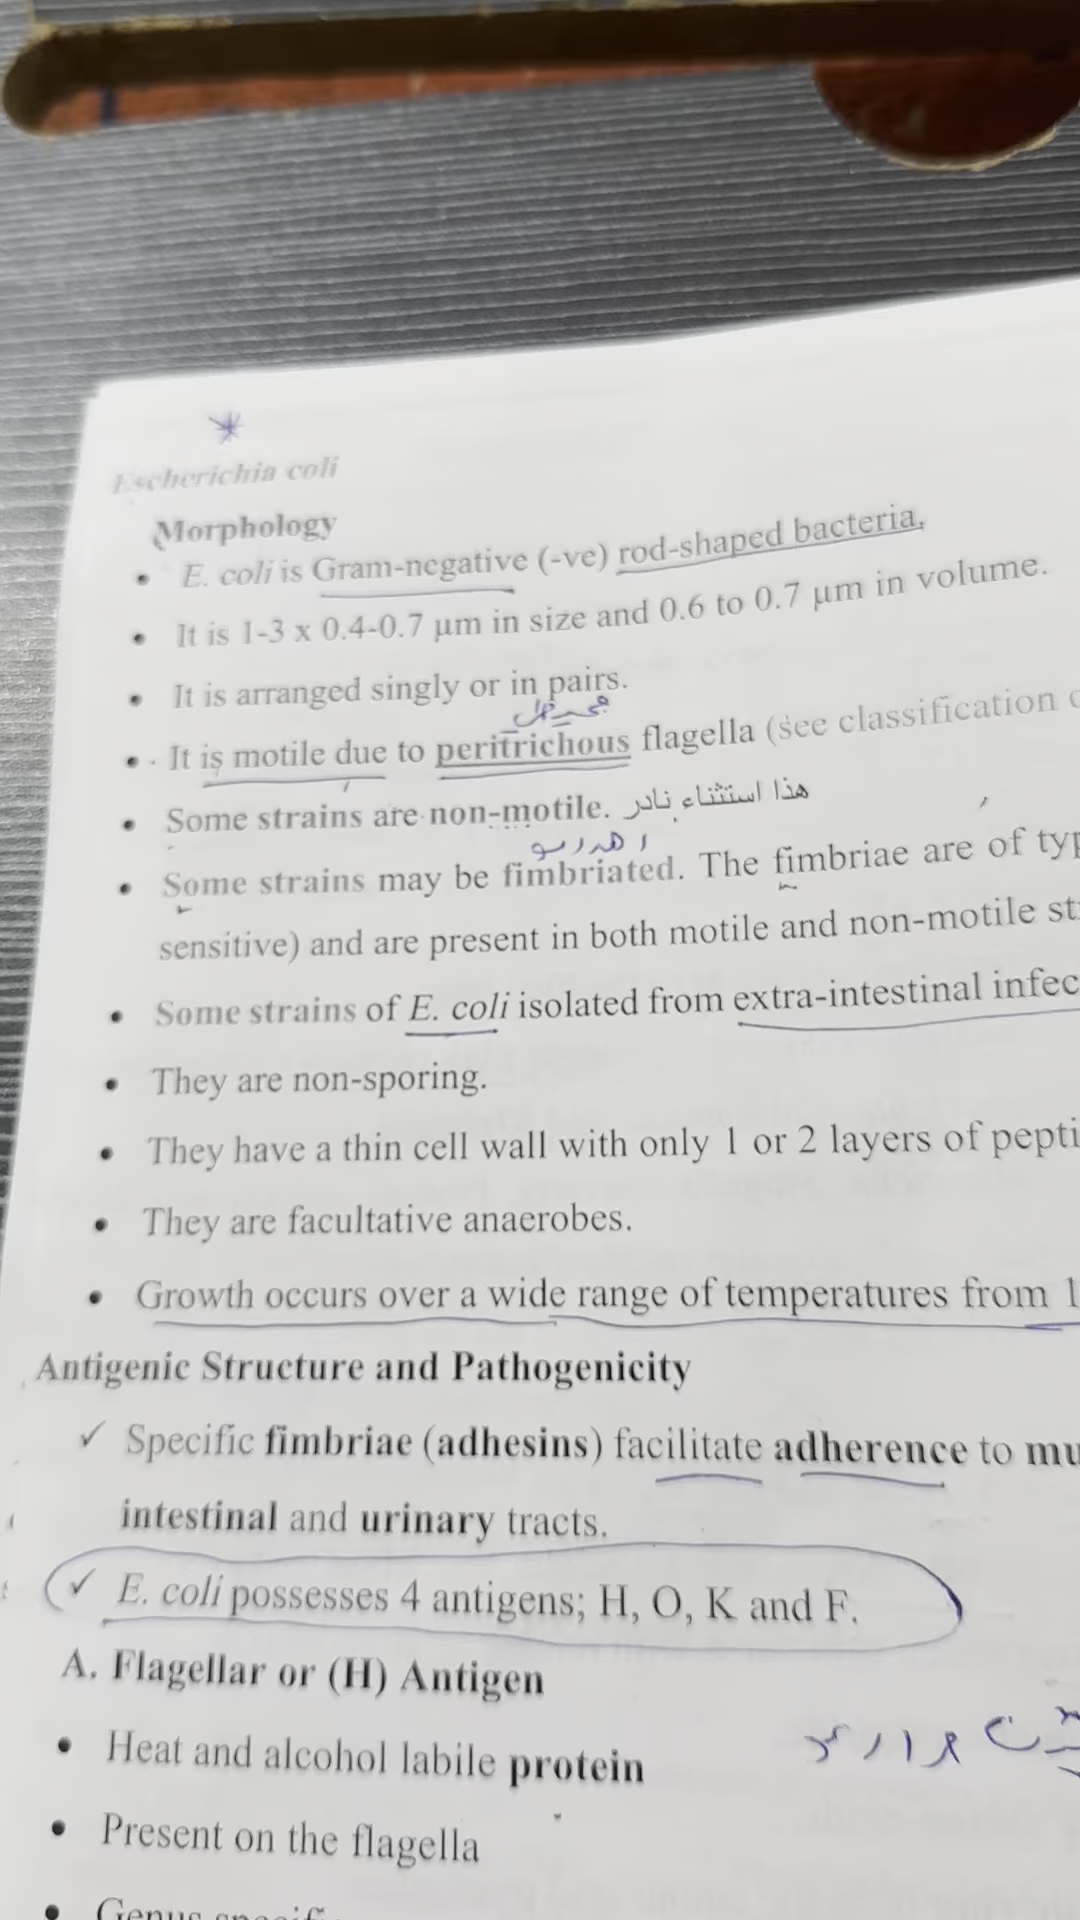 Escherichia coli
Morphology
• E. coli is Gram-negative (-ve) rod-shaped bacteria,
• It is 1-3 x 0.4-0.7 µm in size and 0.6 to 0.7 µm in volume.
• It is arranged singly or in pairs.
• It is motile due to peritrichous flagella (see classification
• Some strains are non-motile. هذا استثناء نادر
• Some strains may be fimbriated. The fimbriae are of
sensitive) and are present in both motile and non-motile
• Some strains of E. coli isolated from extra-intestinal
• They are non-sporing.
• They have a thin cell wall with only 1 or 2 layers of
• They are facultative anaerobes.
• Growth occurs over a wide range of temperatures from
Antigenic Structure and Pathogenicity
✓ Specific fimbriae (adhesins) facilitate adherence to
intestinal and urinary tracts.
✓ E. coli possesses 4 antigens; H, O, K and F.
A. Flagellar or (H) Antigen
• Heat and alcohol labile protein
• Present on the flagella